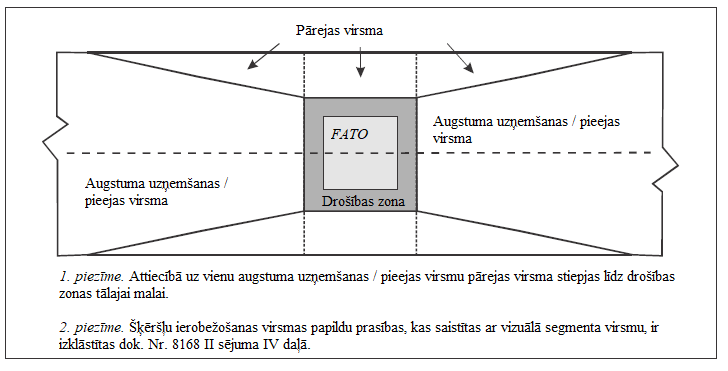 Pārejas virsma
FATO
Augstuma uzņemšanas / pieejas
virsma
Augstuma uzņemšanas /
pieejas virsma
Drošības zona
1. piezīme. Attiecībā uz vienu augstuma uzņemšanas / pieejas virsmu pārejas virsma stiepjas līdz drošības
zonas tālajai malai.
2. piezīme. Šķēršļu ierobežošanas virsmas papildu prasības, kas saistītas ar vizuālā segmenta virsmu, ir
izklāstītas dok. Nr. 8168 II sējuma IV daļā.